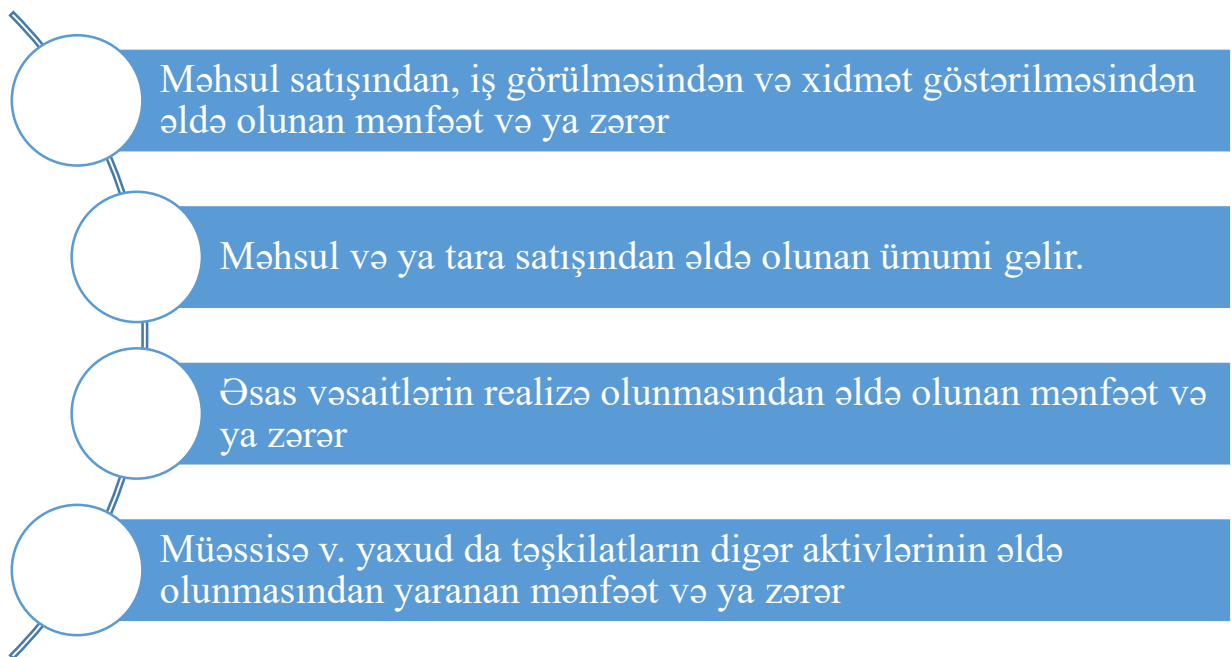 Məhsul satışından, iş görülməsindən və xidmət göstərilməsindən
əldə olunan mənfəət və ya zərər
Məhsul və ya tara satışından əldə olunan ümumi gəlir.
Əsas vəsaitlərin realizə olunmasından əldə olunan mənfəət və
ya zərər
Müəssisə v. yaxud da təşkilatların digər aktivlərinin əldə
olunmasından yaranan mənfəət və ya zərər